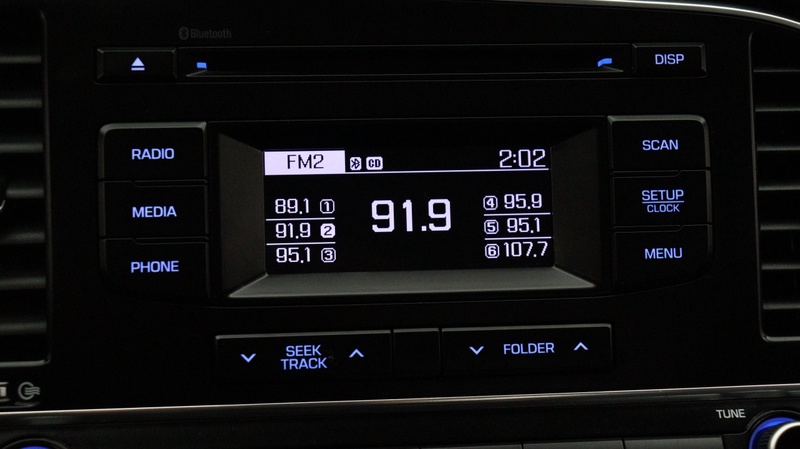 Bluetooth
DISP
RADIO
MEDIA
PHONE
FM2 CD 2:02
89.1 1
91.9 2
95.1 3
91.9
4 95.9
5 95.1
6 107.7
SCAN
SETUP
CLOCK
MENU
SEEK
TRACK
FOLDER
TUNE